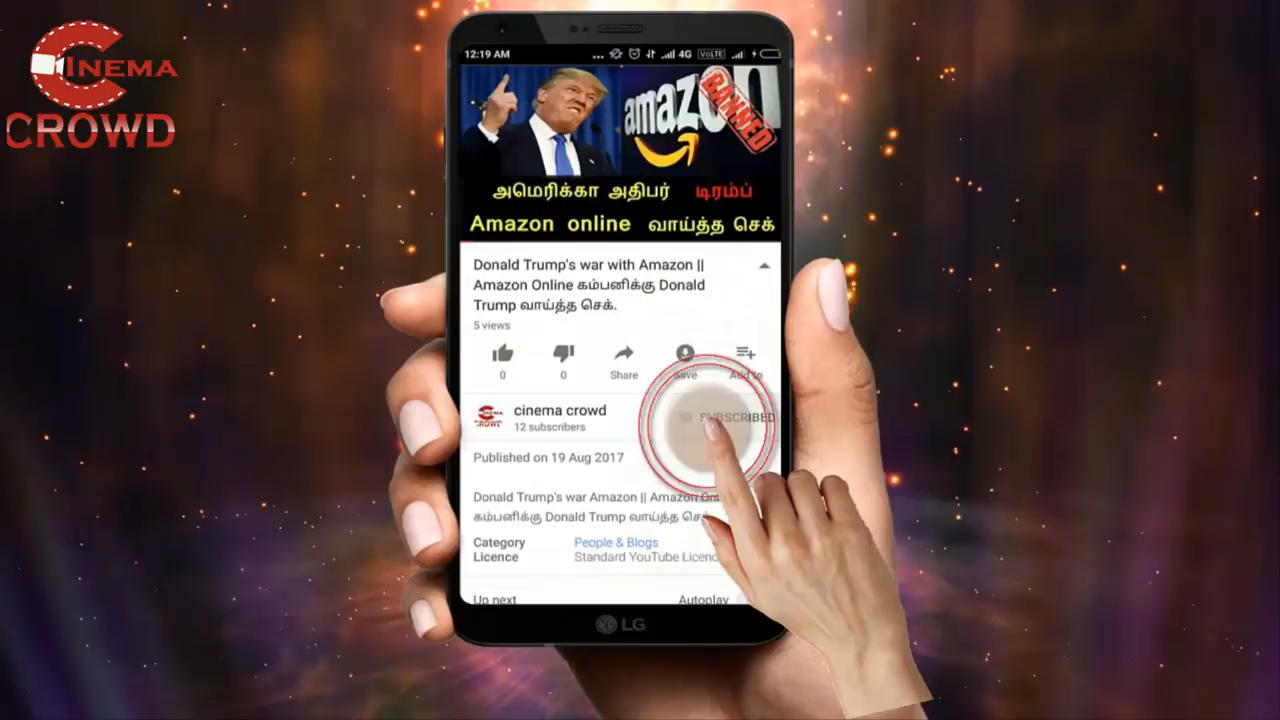 CINEMA
CROWD
12:19 AM
4G VoLTE
amazon
BANNED
அமெரிக்கா அதிபர் டிரம்ப்
Amazon online வாய்த்த செக்
Donald Trump's war with Amazon ||
Amazon Online கம்பனிக்கு Donald
Trump வாய்த்த செக்.
5 views
0 0 Share Save Add to
cinema crowd
SUBSCRIBED
12 subscribers
Published on 19 Aug 2017
Donald Trump's war Amazon || Amazon
கம்பனிக்கு Donald Trump வாய்த்த
Category People & Blogs
Licence Standard YouTube
Up next Autoplay
LG